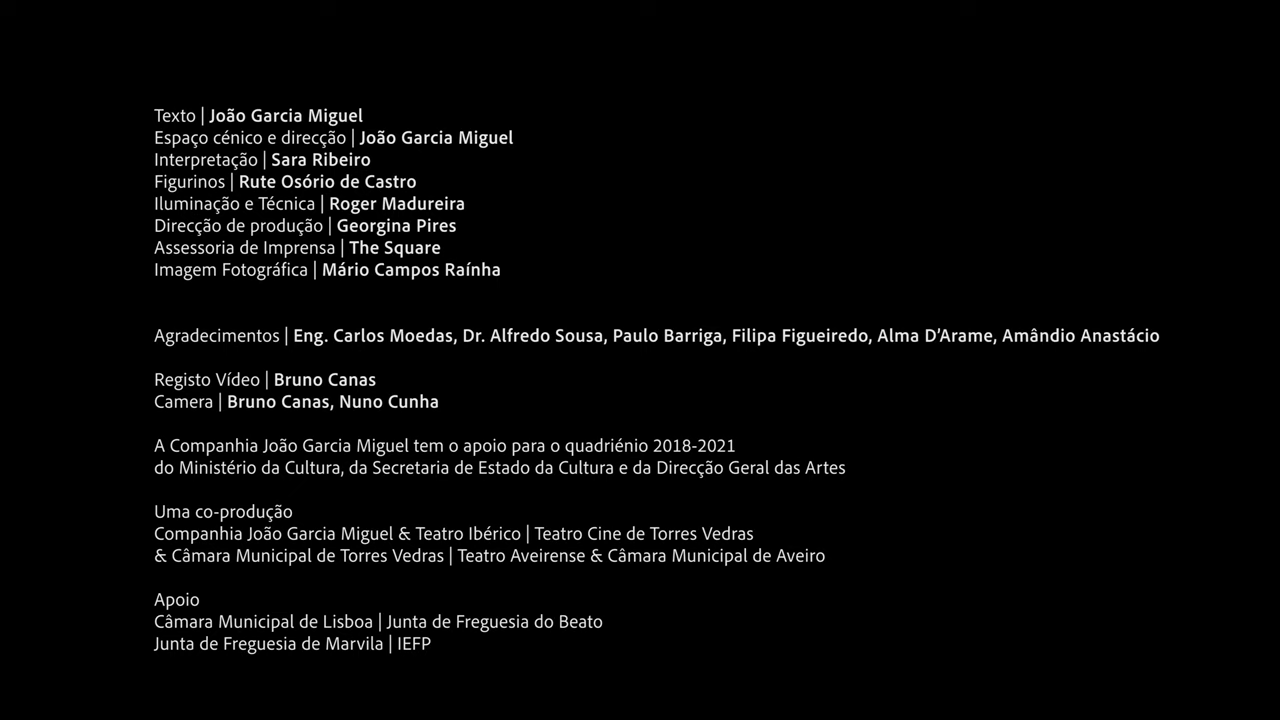 Texto | João Garcia Miguel
Espaço cénico e direcção | João Garcia Miguel
Interpretação | Sara Ribeiro
Figurinos | Rute Osório de Castro
Iluminação e Técnica | Roger Madureira
Direcção de produção | Georgina Pires
Assessoria de Imprensa | The Square
Imagem Fotográfica | Mário Campos Raínha
Agradecimentos | Eng. Carlos Moedas, Dr. Alfredo Sousa, Paulo Barriga, Filipa Figueiredo, Alma D’Arame, Amândio Anastácio
Registo Vídeo | Bruno Canas
Camera | Bruno Canas, Nuno Cunha
A Companhia João Garcia Miguel tem o apoio para o quadriénio 2018-2021
do Ministério da Cultura, da Secretaria de Estado da Cultura e da Direcção Geral das Artes
Uma co-produção
Companhia João Garcia Miguel & Teatro Ibérico | Teatro Cine de Torres Vedras
& Câmara Municipal de Torres Vedras | Teatro Aveirense & Câmara Municipal de Aveiro
Apoio
Câmara Municipal de Lisboa | Junta de Freguesia do Beato
Junta de Freguesia de Marvila | IEFP